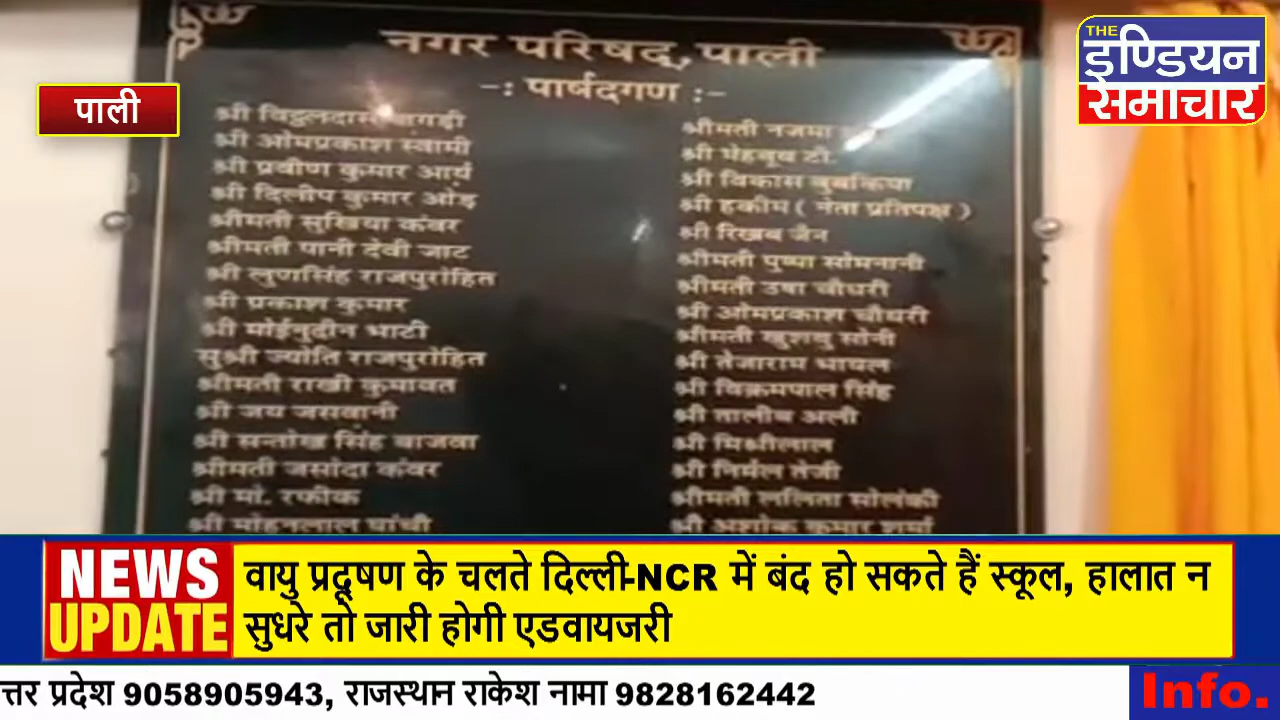 नगर परिषद्, पाली
-: पार्षदगण :-
THE
इण्डियन
समाचार
पाली
श्री विट्ठलदास
श्री ओमप्रकाश स्वामी
श्री प्रवीण कुमार आर्य
श्री दिलीप कुमार ओड़
श्रीमती सुखिया कंवर
श्रीमती पानी देवी जाट
श्री लुणसिंह राजपुरोहित
श्री प्रकाश कुमार
श्री मोईनुदीन भाटी
सुश्री ज्योति राजपुरोहित
श्रीमती राखी कुमावत
श्री जय जसवानी
श्री सन्तोख सिंह बाजवा
श्रीमती जसोदा कंवर
श्री मो. रफीक
श्री मोहनलाल घांची
श्रीमती नजमा
श्री मेहबूब टी.
श्री विकास बुबकिया
श्री हकीम ( नेता प्रतिपक्ष )
श्री रिखब जैन
श्रीमती पुष्पा सोमनानी
श्रीमती उषा चौधरी
श्री ओमप्रकाश चौधरी
श्रीमती खुशबु सोनी
श्री तेजाराम भायल
श्री विक्रमपाल सिंह
श्री तालीब अली
श्री मिश्रीलाल
श्री निर्मल तेजी
श्रीमती ललिता सोलंकी
श्री अशोक कुमार शर्मा
NEWS
UPDATE
वायु प्रदूषण के चलते दिल्ली-NCR में बंद हो सकते हैं स्कूल, हालात न
सुधरे तो जारी होगी एडवायजरी
त्तर प्रदेश 9058905943, राजस्थान राकेश नामा 9828162442
Info.